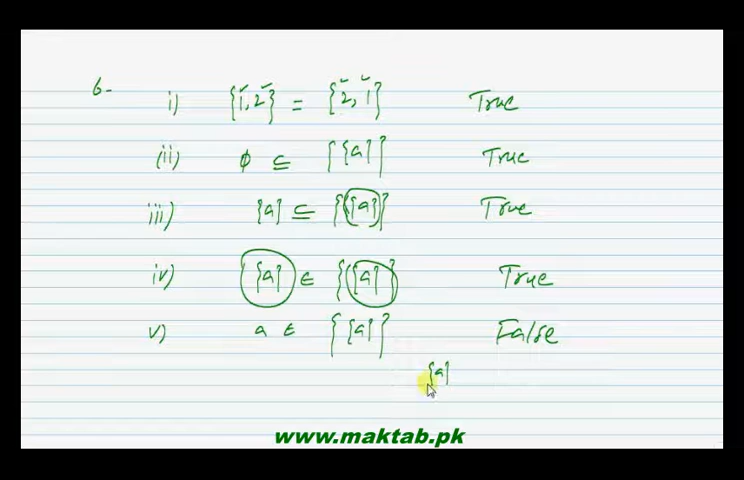 6-
i) {1,2} = {2,1} True
(ii) φ ⊆ {{a}} True
iii) {a} ⊆ {{a}} True
iv) {a} ∈ {{a}} True
v) a ∈ {{a}} False
{a}
www.maktab.pk